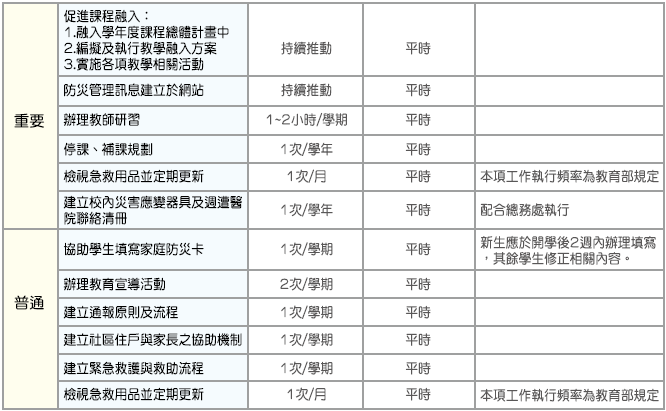 重要
促進課程融入：
1.融入學年度課程總體計畫中
2.編擬及執行教學融入方案
3.實施各項教學相關活動
持續推動
平時
防災管理訊息建立於網站
持續推動
平時
辦理教師研習
1~2小時/學期
平時
停課、補課規劃
1次/學年
平時
檢視急救用品並定期更新
1次/月
平時
本項工作執行頻率為教育部規定
建立校內災害應變器具及週遭醫
院聯絡清冊
1次/學年
平時
配合總務處執行
普通
協助學生填寫家庭防災卡
1次/學期
平時
新生應於開學後2週內辦理填寫
，其餘學生修正相關內容。
辦理教育宣導活動
2次/學期
平時
建立通報原則及流程
1次/學期
平時
建立社區住戶與家長之協助機制
1次/學期
平時
建立緊急救護與救助流程
1次/學期
平時
檢視急救用品並定期更新
1次/月
平時
本項工作執行頻率為教育部規定